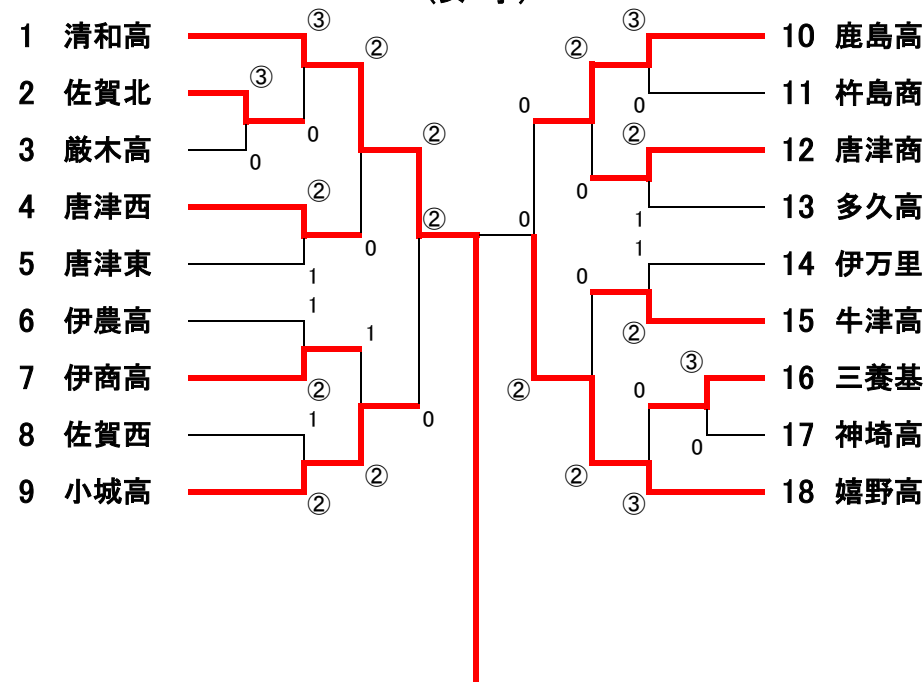 ③ ③
1 清和高 ② ② 10 鹿島高
③
2 佐賀北 0 0 11 杵島商
0 ② ②
3 厳木高 0 12 唐津商
② 0
4 唐津西 ② 0 1 13 多久高
0 1
5 唐津東 1 0 14 伊万里
1
6 伊農高 1 ② 15 牛津高
③
7 伊商高 ② ② 0 16 三養基
1 0
8 佐賀西 0 17 神埼高
② ②
9 小城高 ② ③ 18 嬉野高